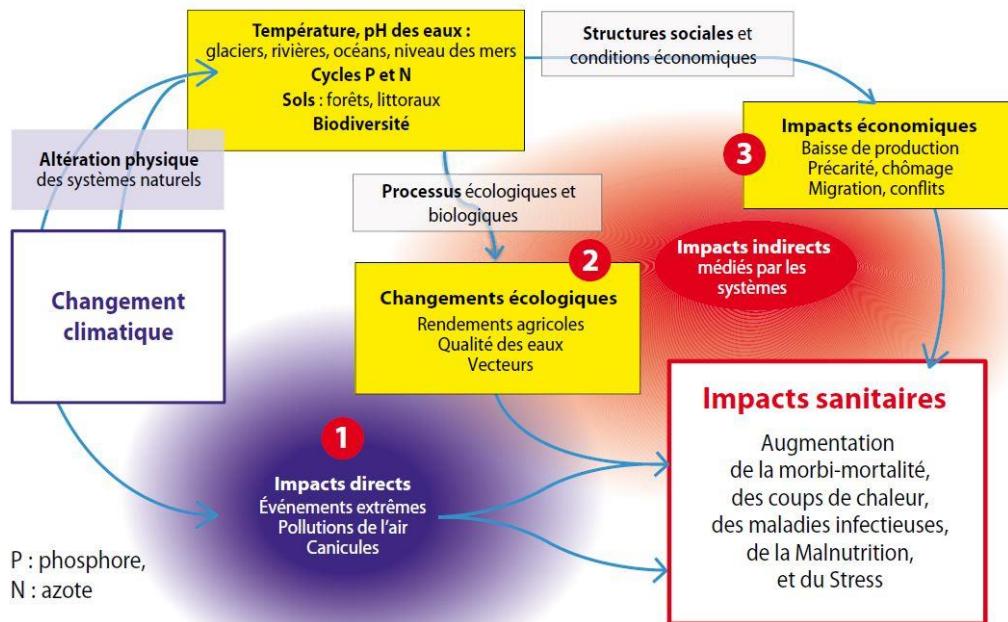 Température, pH des eaux :
glaciers, rivières, océans, niveau des mers
Cycles P et N
Sols : forêts, littoraux
Biodiversité
Structures sociales et
conditions économiques
Altération physique
des systèmes naturels
3
Impacts économiques
Baisse de production
Précarité, chômage
Migration, conflits
Processus écologiques et
biologiques
Changement
climatique
2
Changements écologiques
Rendements agricoles
Qualité des eaux
Vecteurs
Impacts indirects
médiés par les
systèmes
1
Impacts directs
Événements extrêmes
Pollutions de l’air
Canicules
Impacts sanitaires
Augmentation
de la morbi-mortalité,
des coups de chaleur,
des maladies infectieuses,
de la Malnutrition,
et du Stress
P : phosphore,
N : azote